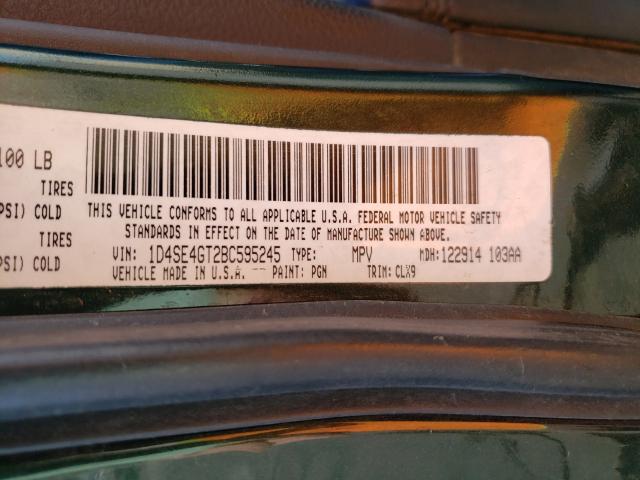 100 LB
TIRES
PSI) COLD
TIRES
PSI) COLD
THIS VEHICLE CONFORMS TO ALL APPLICABLE U.S.A. FEDERAL MOTOR VEHICLE SAFETY
STANDARDS IN EFFECT ON THE DATE OF MANUFACTURE SHOWN ABOVE.
VIN: 1D4SE4GT2BC595245 TYPE: MPV MDH: 122914 103AA
VEHICLE MADE IN U.S.A. PAINT: PGN TRIM: CLX9